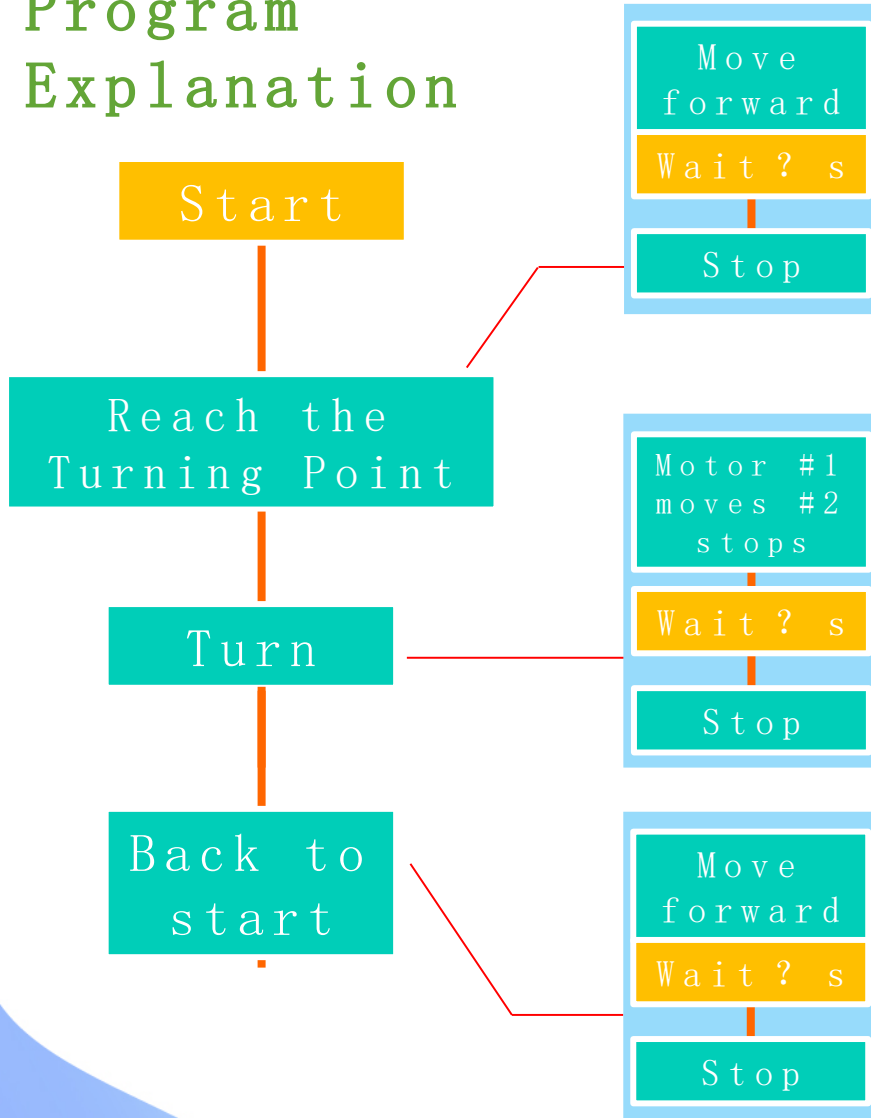 Program
Explanation
Start
Reach the
Turning Point
Turn
Back to
start
Move
forward
Wait? s
Stop
Motor #1
moves #2
stops
Wait? s
Stop
Move
forward
Wait? s
Stop